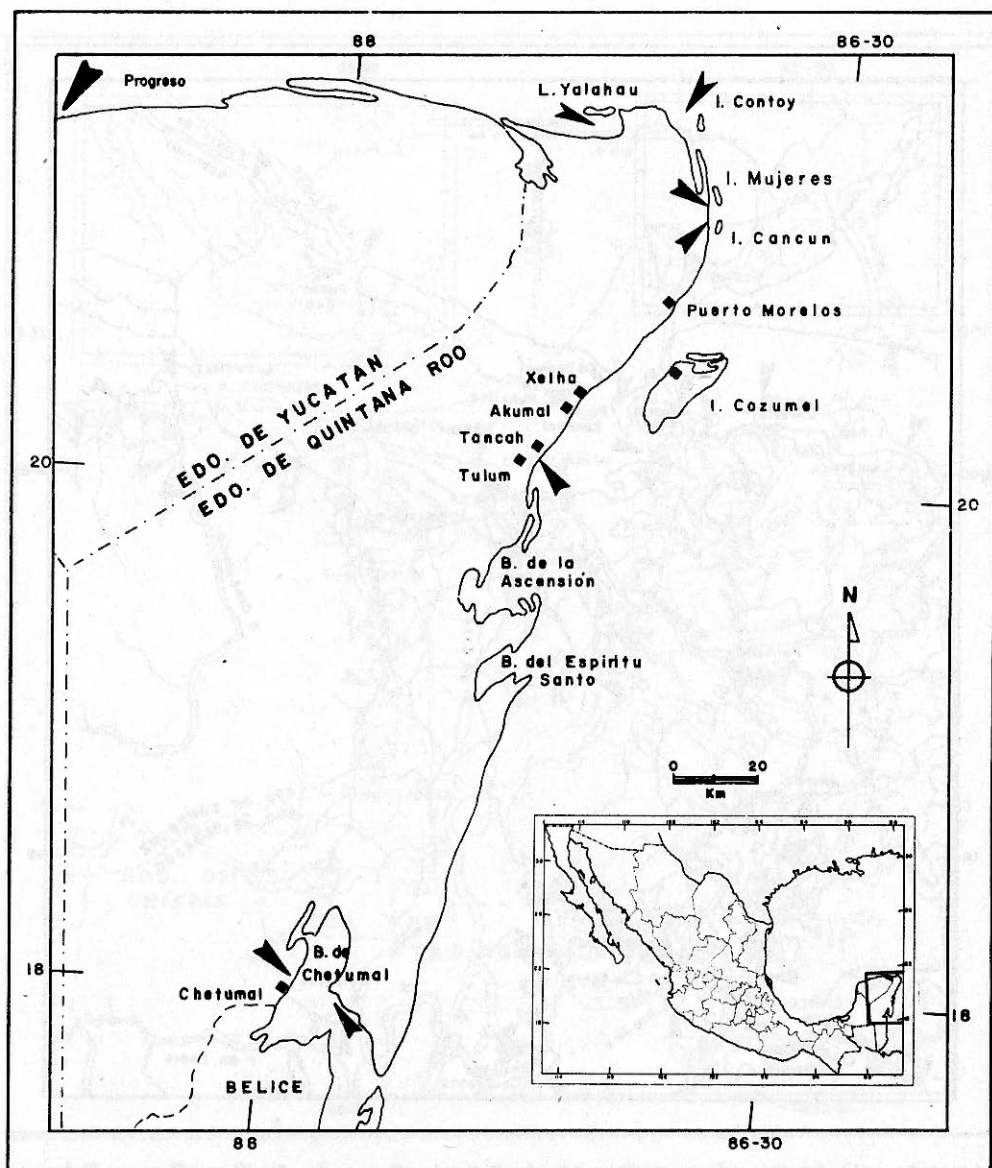 88
86-30
Progreso
L. Yalahau
I. Contoy
I. Mujeres
I. Cancun
Puerto Morelos
Xelha
Akumal
I. Cozumel
EDO. DE YUCATAN
EDO. DE QUINTANA ROO
Tancah
Tulum
20
20
B. de la
Ascensión
N
B. del Espiritu
Santo
0 20
Km
B. de
Chetumal
Chetumal
18
18
BELICE
88
86-30